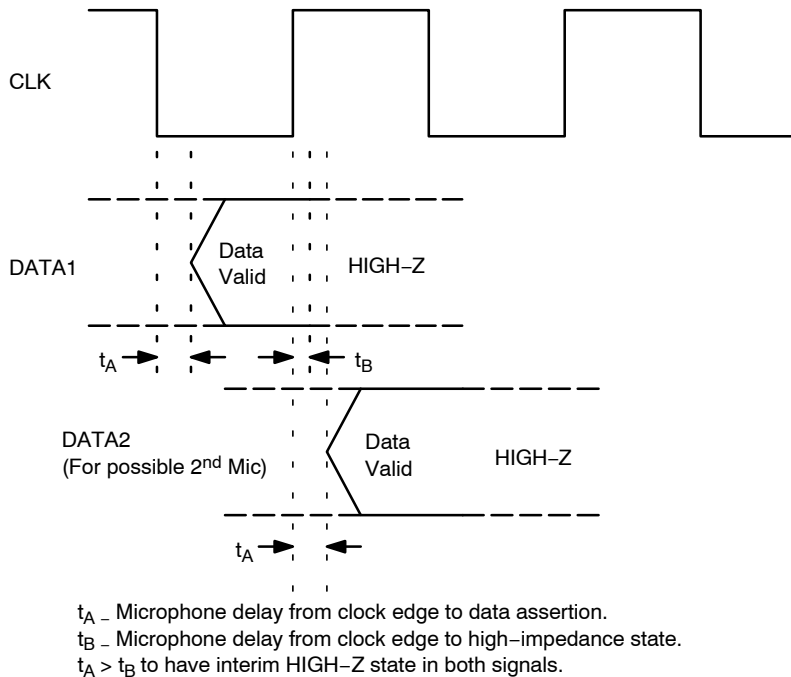 CLK
DATA1
Data
Valid
HIGH−Z
tA
tB
DATA2
(For possible 2nd Mic)
Data
Valid
HIGH−Z
tA
tA – Microphone delay from clock edge to data assertion.
tB – Microphone delay from clock edge to high−impedance state.
tA > tB to have interim HIGH−Z state in both signals.